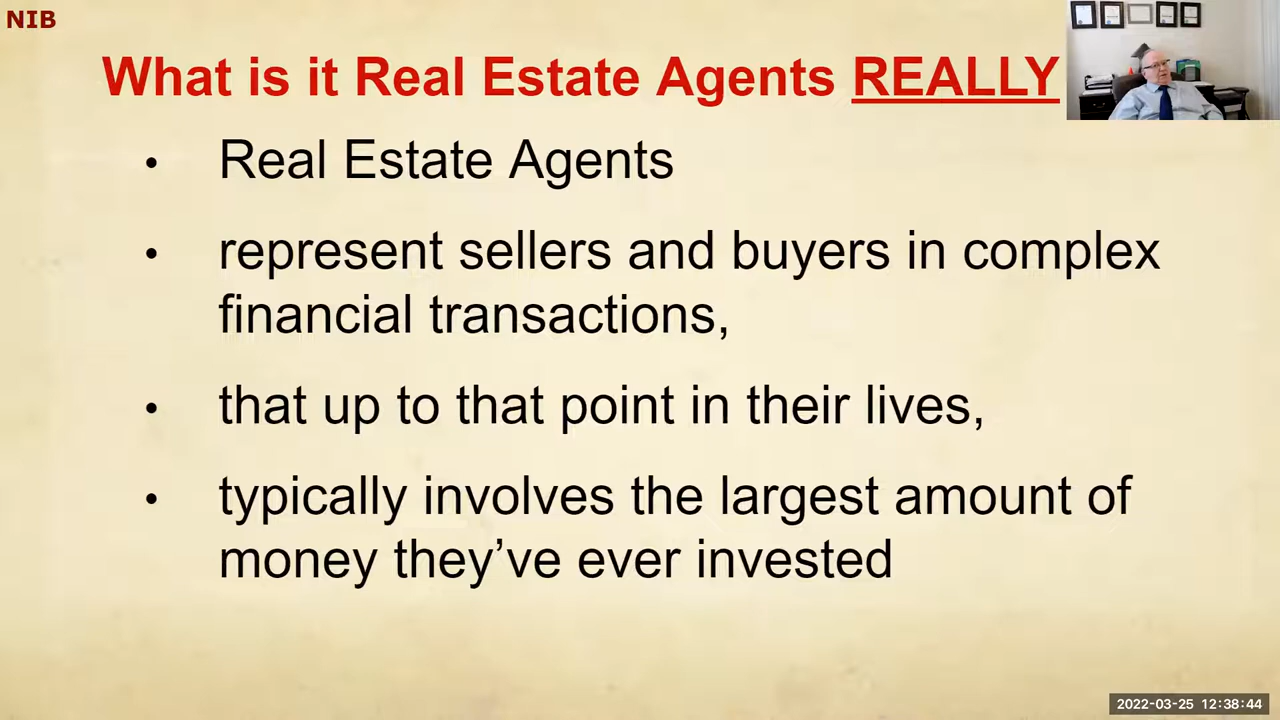 NIB
What is it Real Estate Agents REALLY
• Real Estate Agents
• represent sellers and buyers in complex
financial transactions,
• that up to that point in their lives,
• typically involves the largest amount of
money they’ve ever invested
2022-03-25 12:38:44